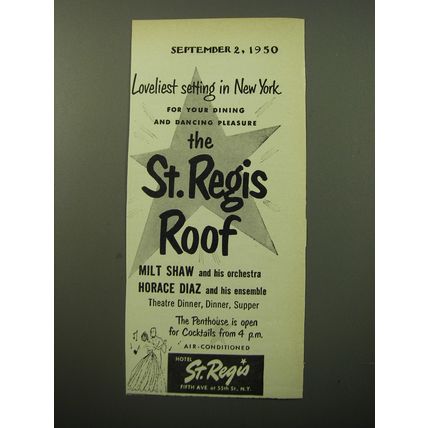 SEPTEMBER 2, 1950
Loveliest setting in New York
FOR YOUR DINING
AND DANCING PLEASURE
the
St. Regis
Roof
MILT SHAW and his orchestra
HORACE DIAZ and his ensemble
Theatre Dinner, Dinner, Supper
The Penthouse is open
for Cocktails from 4 p.m.
AIR-CONDITIONED
HOTEL
St. Regis
FIFTH AVE. at 55th St., N.Y.